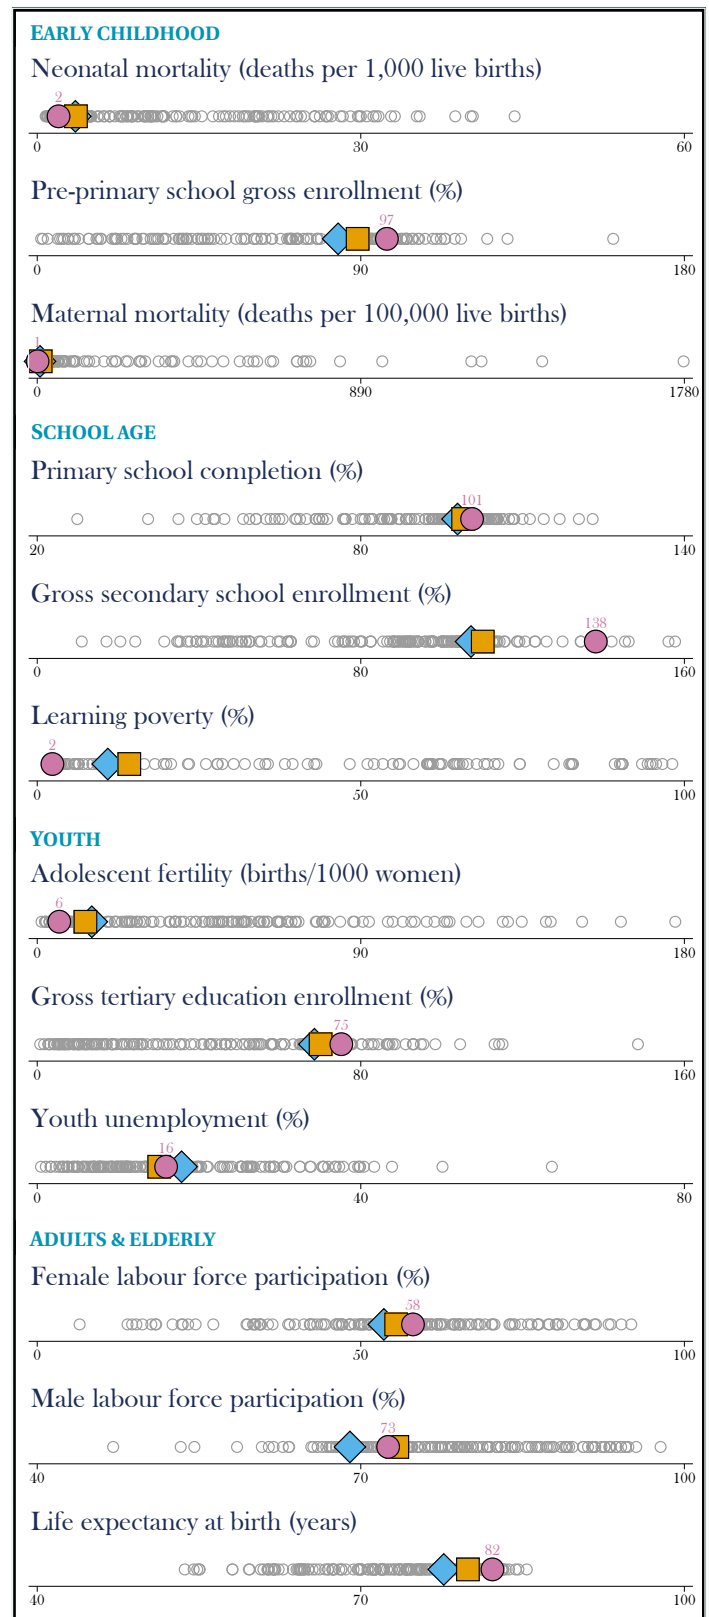 EARLY CHILDHOOD
Neonatal mortality (deaths per 1,000 live births)
2
0 30 60
Pre-primary school gross enrollment (%)
97
0 90 180
Maternal mortality (deaths per 100,000 live births)
1
0 890 1780
SCHOOL AGE
Primary school completion (%)
101
20 80 140
Gross secondary school enrollment (%)
138
0 80 160
Learning poverty (%)
2
0 50 100
YOUTH
Adolescent fertility (births/1000 women)
6
0 90 180
Gross tertiary education enrollment (%)
75
0 80 160
Youth unemployment (%)
16
0 40 80
ADULTS & ELDERLY
Female labour force participation (%)
58
0 50 100
Male labour force participation (%)
73
40 70 100
Life expectancy at birth (years)
82
40 70 100